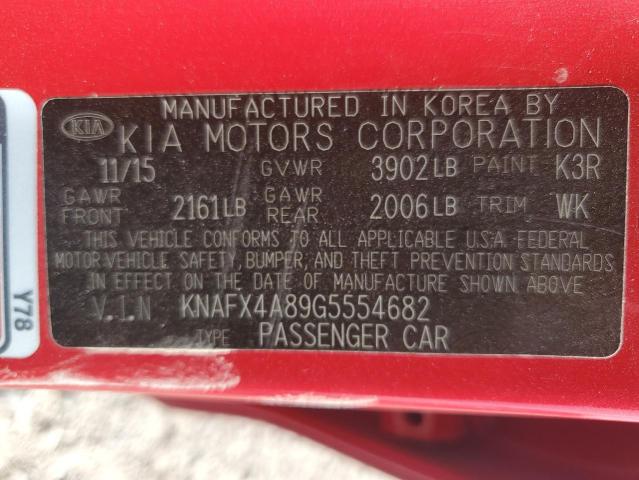 MANUFACTURED IN KOREA BY
KIA KIA MOTORS CORPORATION
11/15 GVWR 3902LB PAINT K3R
GAWR FRONT 2161LB GAWR REAR 2006LB TRIM WK
THIS VEHICLE CONFORMS TO ALL APPLICABLE U.S.A FEDERAL
MOTOR VEHICLE SAFETY, BUMPER, AND THEFT PREVENTION STANDARDS
IN EFFECT ON THE DATE OF MANUFACTURE SHOWN ABOVE.
V.I.N KNAFX4A89G5554682
TYPE PASSENGER CAR
Y78